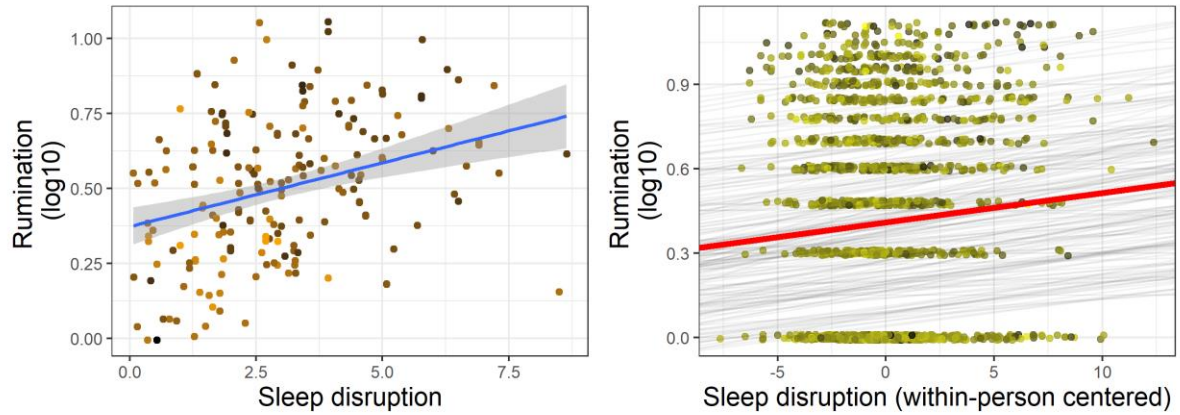 Rumination
(log10)
1.00
0.75
0.50
0.25
0.00
0.0
2.5
5.0
7.5
Sleep disruption
Rumination
(log10)
0.9
0.6
0.3
0.0
-5
0
5
10
Sleep disruption (within-person centered)